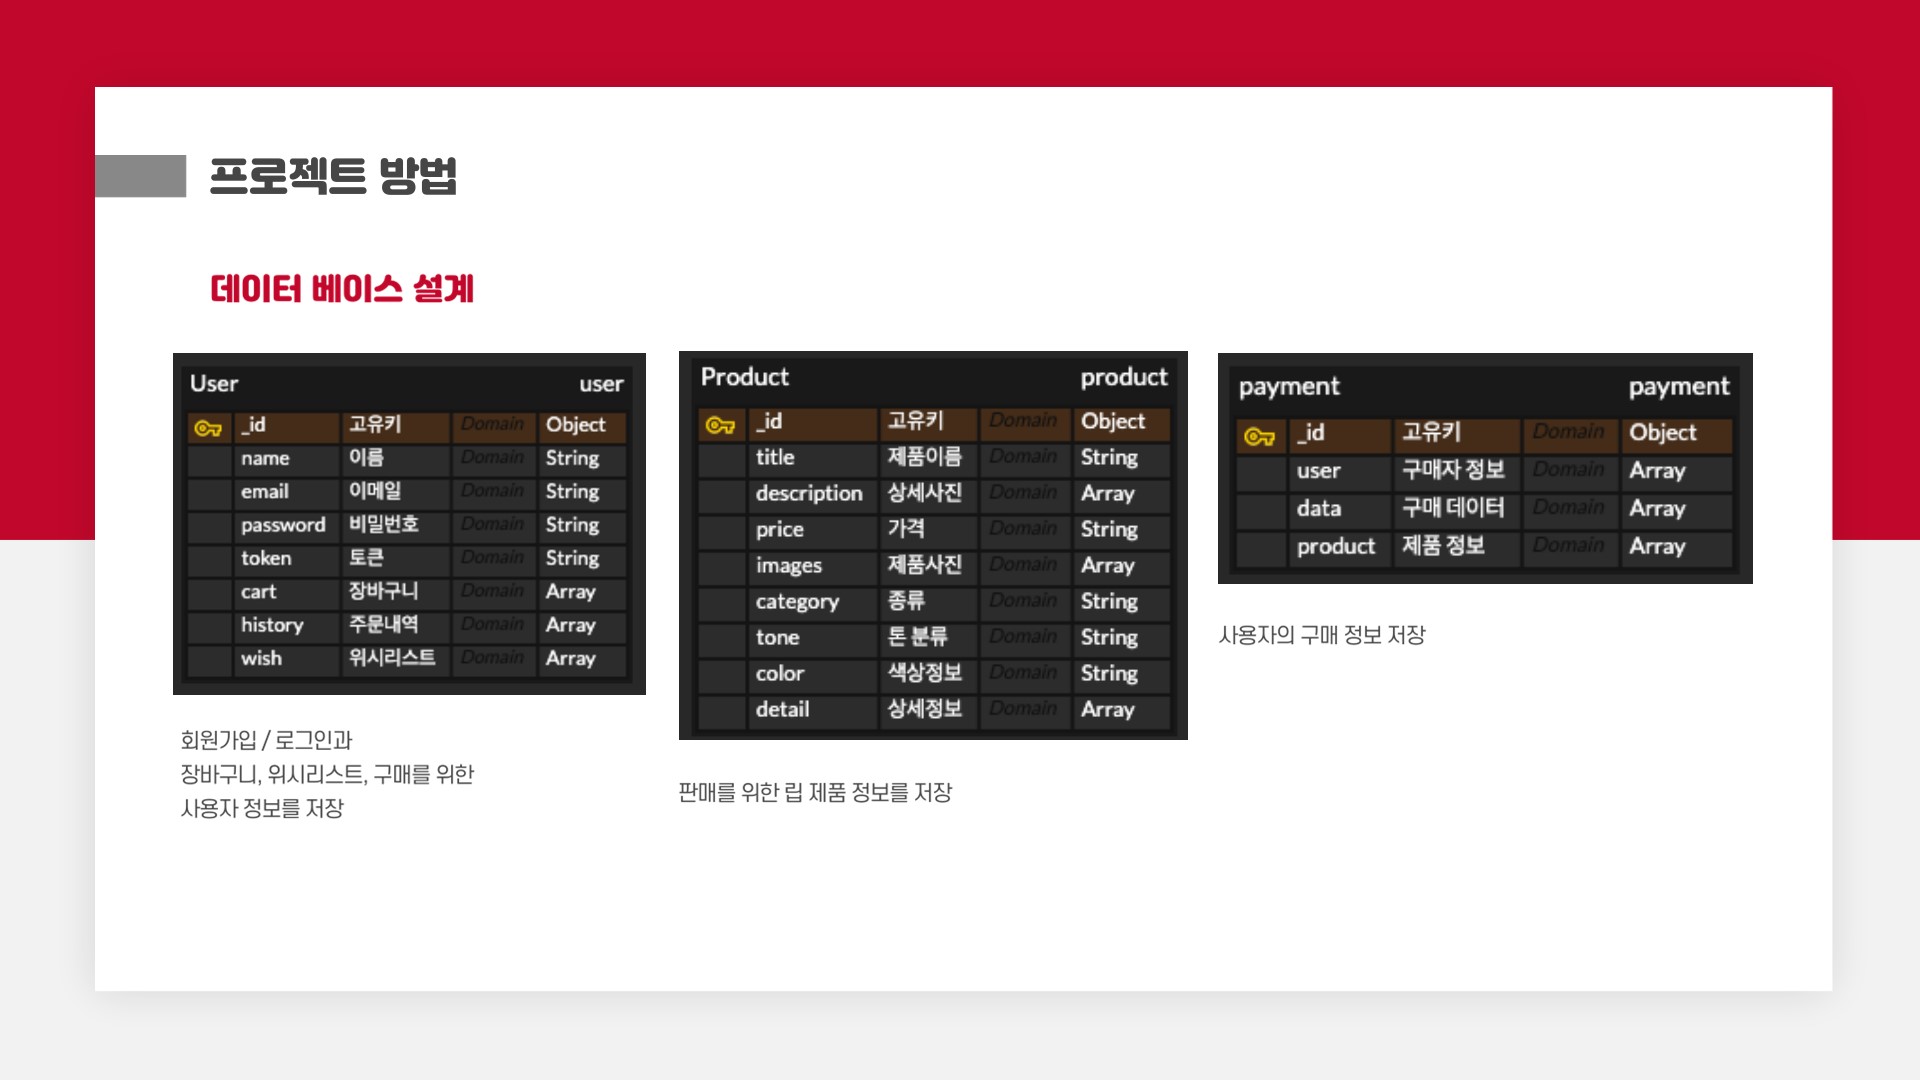 프로젝트 방법
데이터 베이스 설계
User user
_id 고유키 Domain Object
name 이름 Domain String
email 이메일 Domain String
password 비밀번호 Domain String
token 토큰 Domain String
cart 장바구니 Domain Array
history 주문내역 Domain Array
wish 위시리스트 Domain Array
회원가입 / 로그인과
장바구니, 위시리스트, 구매를 위한
사용자 정보를 저장
Product product
_id 고유키 Domain Object
title 제품이름 Domain String
description 상세사진 Domain Array
price 가격 Domain String
images 제품사진 Domain Array
category 종류 Domain String
tone 톤 분류 Domain String
color 색상정보 Domain String
detail 상세정보 Domain Array
판매를 위한 립 제품 정보를 저장
payment payment
_id 고유키 Domain Object
user 구매자 정보 Domain Array
data 구매 데이터 Domain Array
product 제품 정보 Domain Array
사용자의 구매 정보 저장